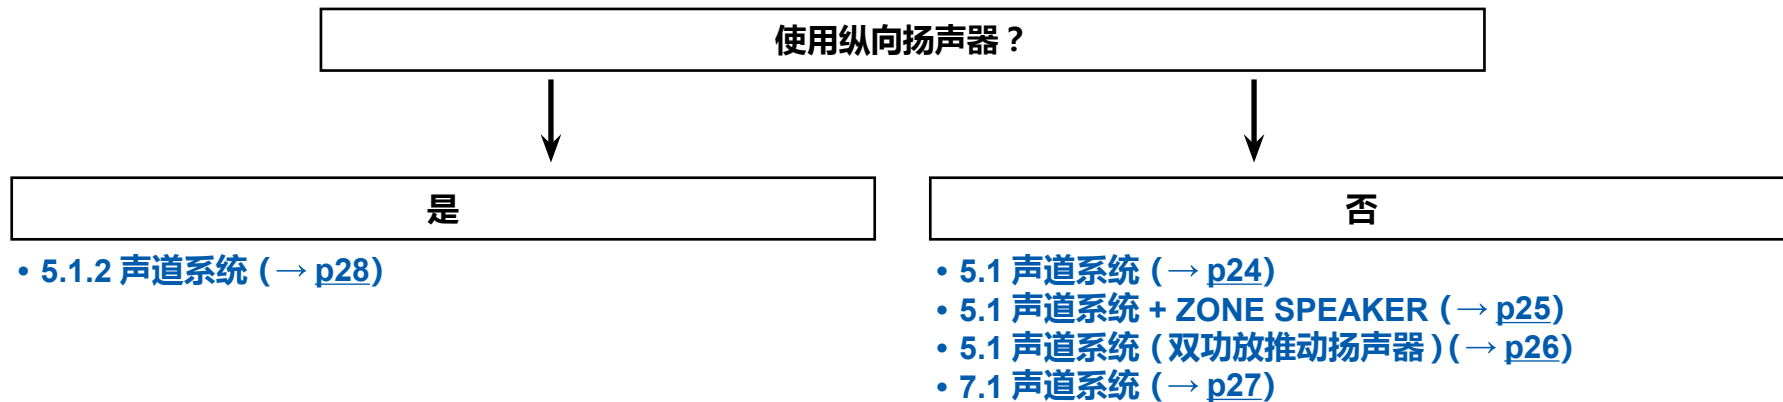 使用纵向扬声器？
是
否
• 5.1.2 声道系统 (→ p28)
• 5.1 声道系统 (→ p24)
• 5.1 声道系统 + ZONE SPEAKER (→ p25)
• 5.1 声道系统 (双功放推动扬声器) (→ p26)
• 7.1 声道系统 (→ p27)